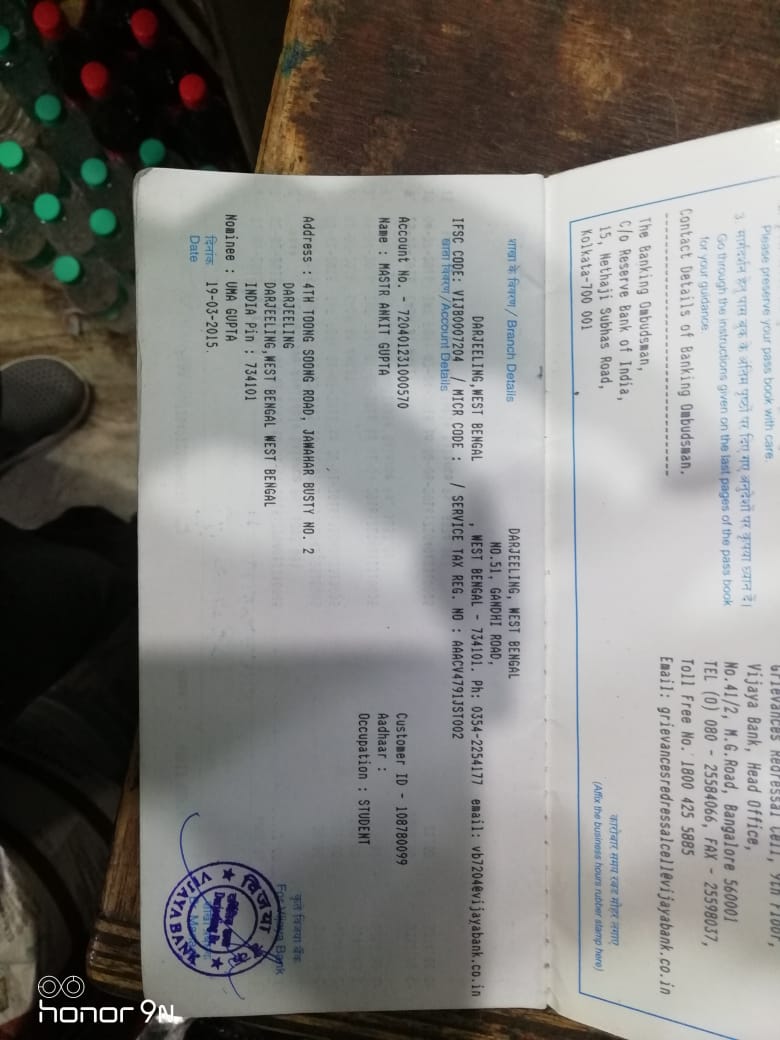 Please preserve your pass book with care.
3. मार्गदर्शन हेतु पास बुक के अंतिम पृष्ठों पर दिए गए अनुदेशों पर कृपया ध्यान दें।
Go through the instructions given on the last pages of the pass book
for your guidance.
Contact Details of Banking Ombudsman.
The Banking Ombudsman,
C/o Reserve Bank of India,
15, Nethaji Subhas Road,
Kolkata-700 001
Grievances Redressal Cell, 9th Floor,
Vijaya Bank, Head Office,
No.41/2, M.G.Road, Bangalore 560001
TEL (O) 080 - 25584066, FAX - 25598037,
Toll Free No. 1800 425 5885
Email: grievancesredressalcell@vijayabank.co.in
कारोबार समय रबड़ मोहर लगाएं
(Affix the business hours rubber stamp here)
शाखा के विवरण / Branch Details
DARJEELING, WEST BENGAL
NO.51, GANDHI ROAD,
DARJEELING,WEST BENGAL , WEST BENGAL - 734101. Ph: 0354-2254177 email: vb7204@vijayabank.co.in
IFSC CODE: VIJB0007204 / MICR CODE : / SERVICE TAX REG. NO : AAACV4791JST002
खाता विवरण /Account Details
Account No. - 720401231000570 Customer ID - 108780099
Name : MASTR ANKIT GUPTA Aadhaar :
Occupation : STUDENT
Address : 4TH TOONG SOONG ROAD, JAWAHAR BUSTY NO. 2
DARJEELING
DARJEELING,WEST BENGAL WEST BENGAL
INDIA Pin : 734101
Nominee : UMA GUPTA
दिनांक 19-03-2015.
Date
कृते विजया बैंक
For Vijaya Bank
विजया बैंक
VIJAYA BANK
honor 9N